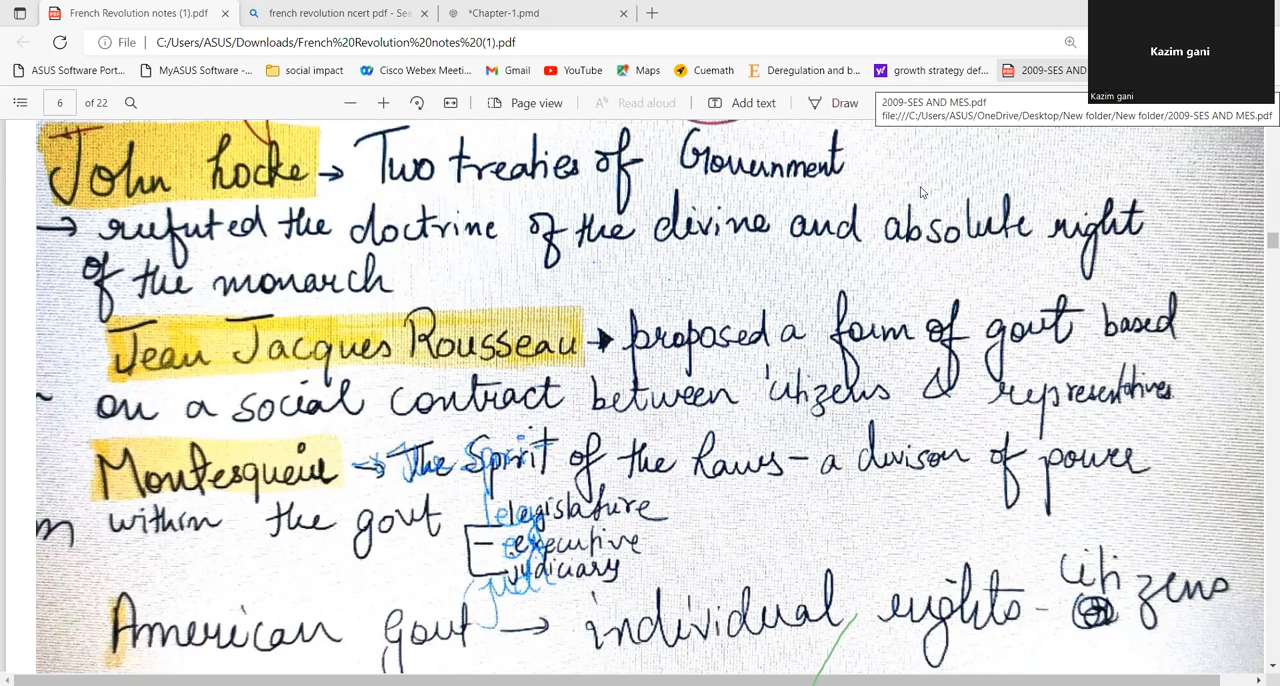 French Revolution notes (1).pdf
french revolution ncert pdf - Sea
*Chapter-1.pmd
File
C:/Users/ASUS/Downloads/French%20Revolution%20notes%20(1).pdf
ASUS Software Port...
MyASUS Software -...
social impact
Cisco Webex Meeti...
Gmail
YouTube
Maps
Cuemath
Deregulation and b...
growth strategy def...
2009-SES AND
Kazim gani
Kazim gani
6 of 22
Page view
Read aloud
Add text
Draw
2009-SES AND MES.pdf
file:///C:/Users/ASUS/OneDrive/Desktop/New folder/New folder/2009-SES AND MES.pdf
John Locke → Two treaties of Government
→ refuted the doctrine of the divine and absolute right
of the monarch
Jean Jacques Rousseau → proposed a form of govt based
on a social contract between citizens & representatives
Montesqueiu → The Spirit of the Laws – a divison of power
within the govt
legislature
– executive
judiciary
American govt → individual rights - citizens